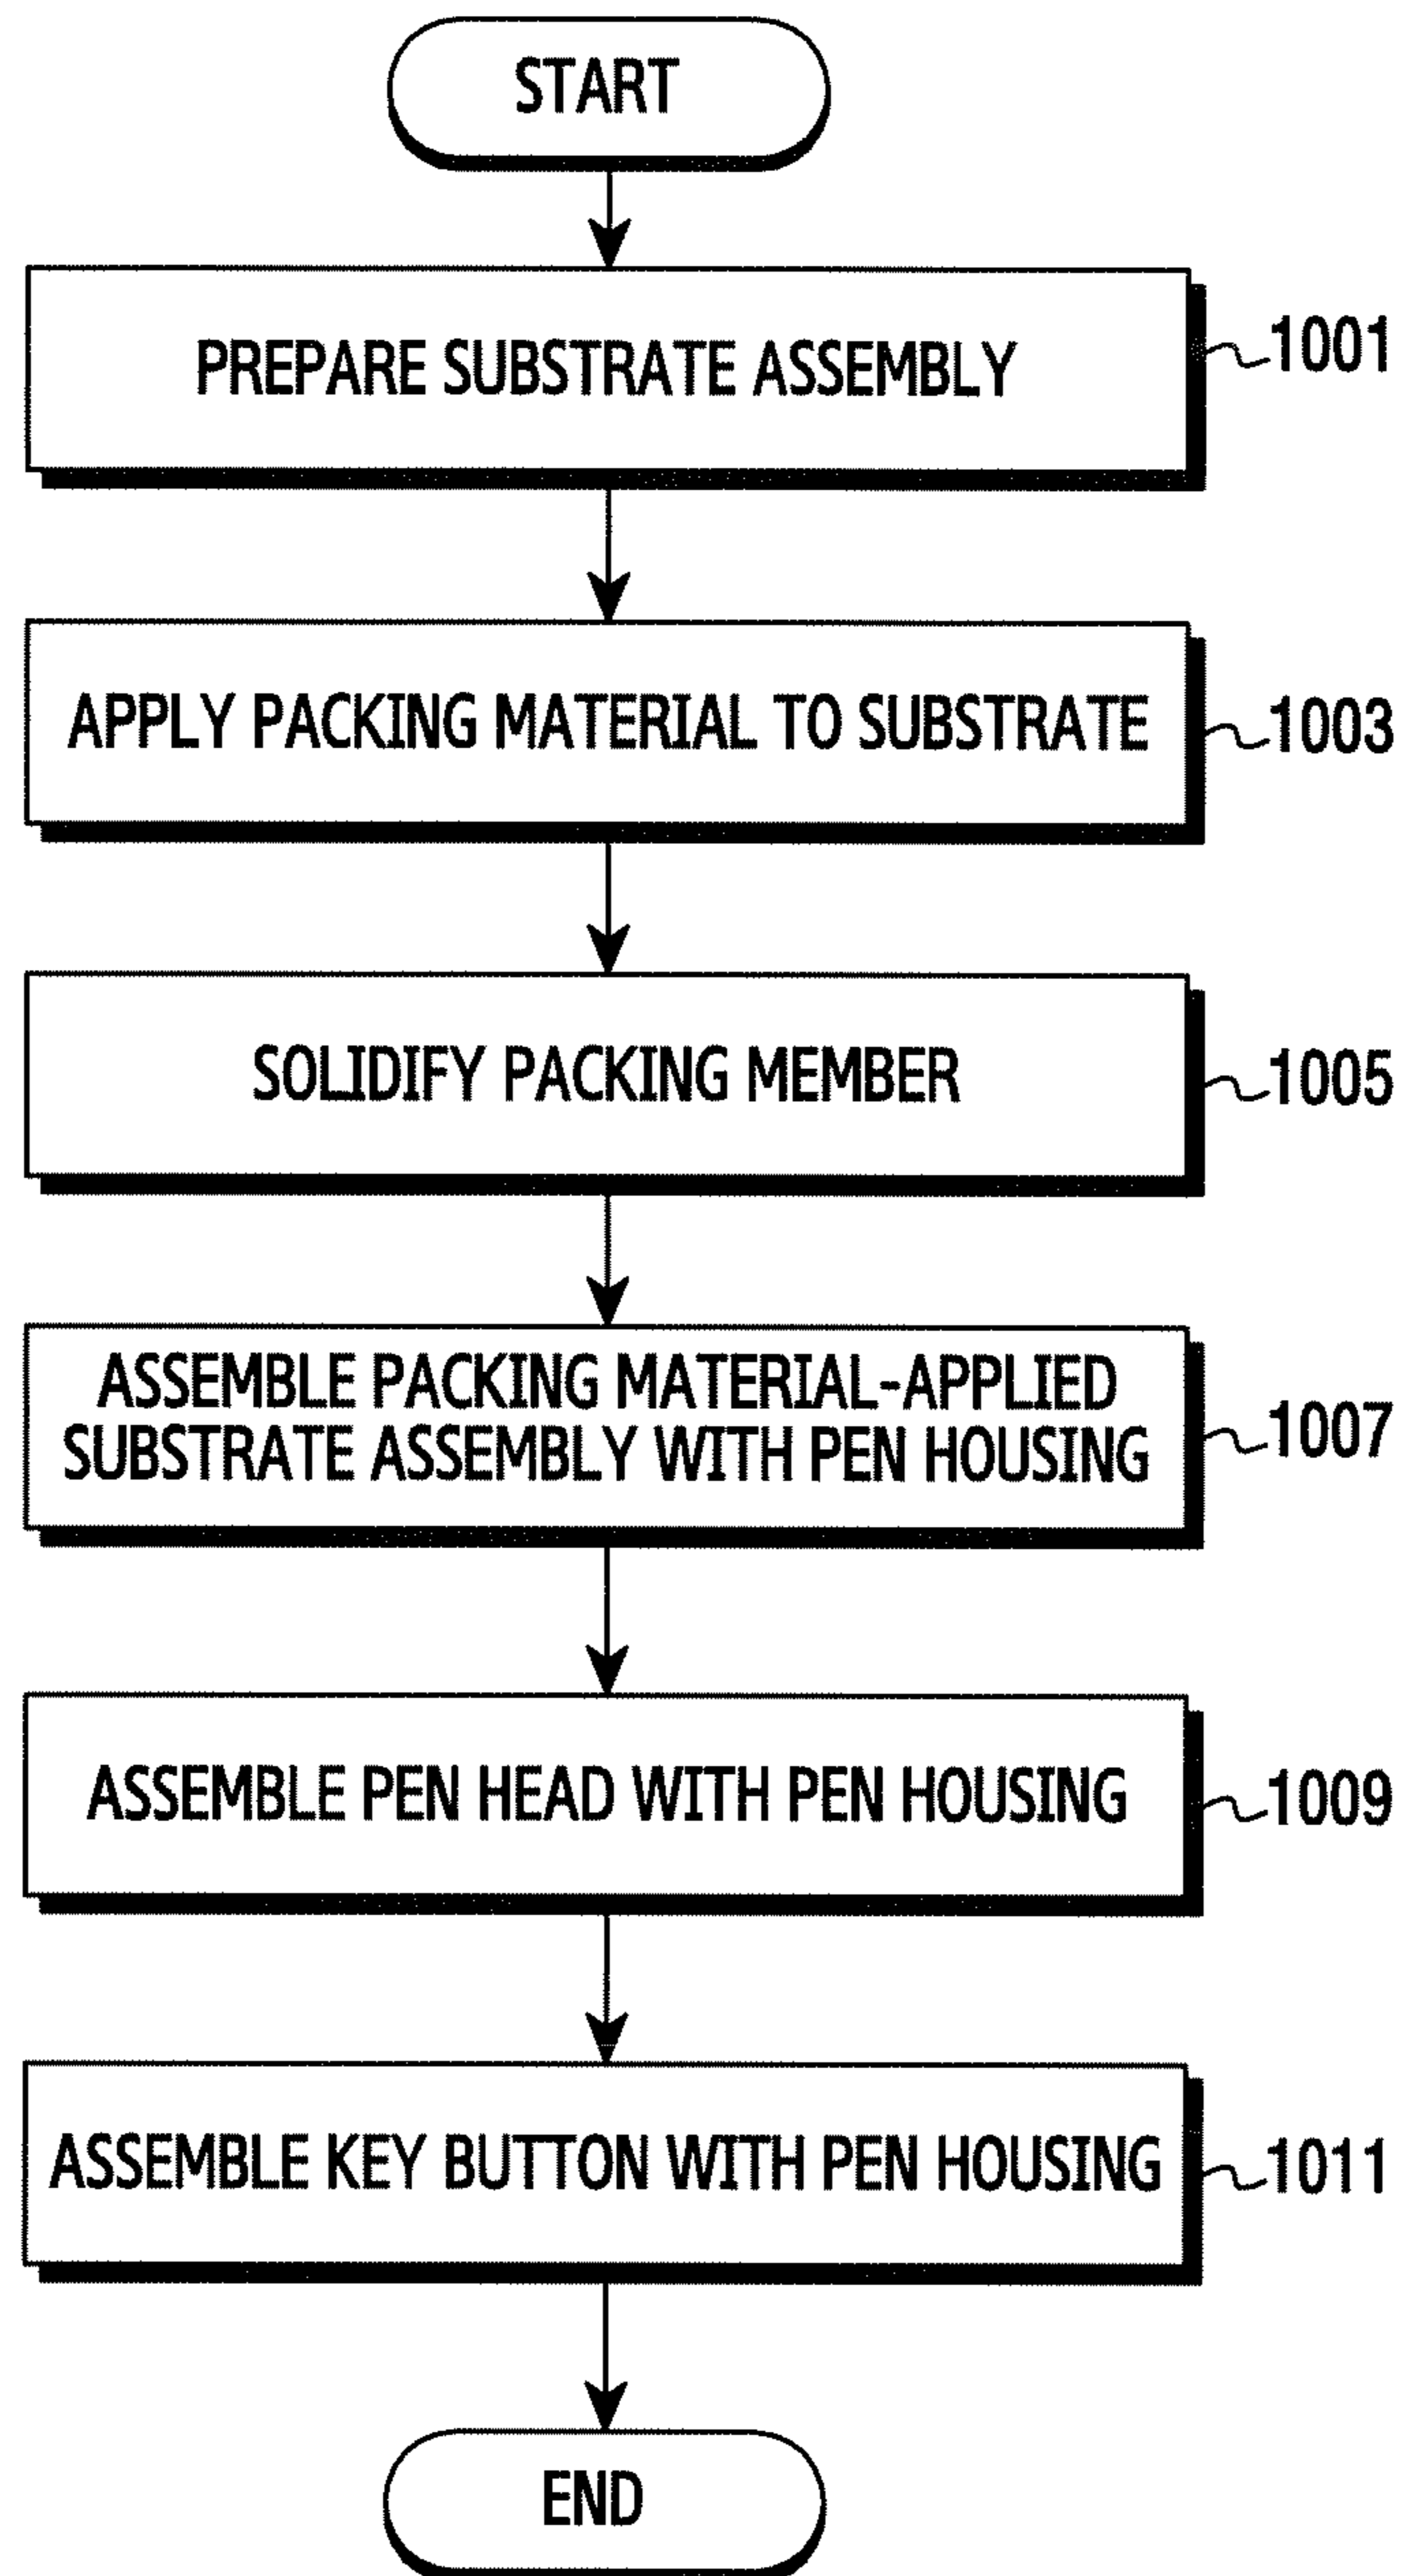 START
PREPARE SUBSTRATE ASSEMBLY
1001
APPLY PACKING MATERIAL TO SUBSTRATE
1003
SOLIDIFY PACKING MEMBER
1005
ASSEMBLE PACKING MATERIAL-APPLIED
SUBSTRATE ASSEMBLY WITH PEN HOUSING
1007
ASSEMBLE PEN HEAD WITH PEN HOUSING
1009
ASSEMBLE KEY BUTTON WITH PEN HOUSING
1011
END